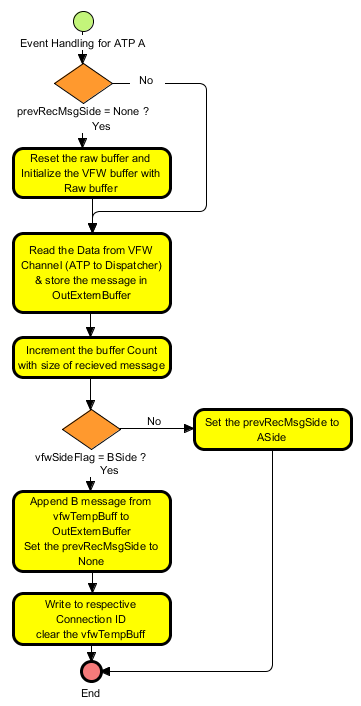 Event Handling for ATP A
No
prevRecMsgSide = None ?
Yes
Reset the raw buffer and
Initialize the VFW buffer with
Raw buffer
Read the Data from VFW
Channel (ATP to Dispatcher)
& store the message in
OutExternBuffer
Increment the buffer Count
with size of recieved message
No
Set the prevRecMsgSide to
ASide
vfwSideFlag = BSide ?
Yes
Append B message from
vfwTempBuff to
OutExternBuffer
Set the prevRecMsgSide to
None
Write to respective
Connection ID
clear the vfwTempBuff
End